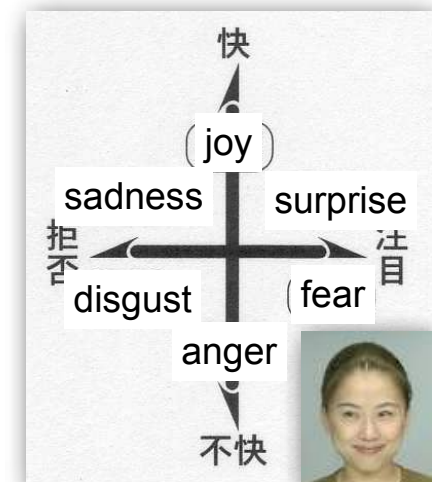 快
joy
sadness
surprise
拒否
注目
disgust
fear
anger
不快